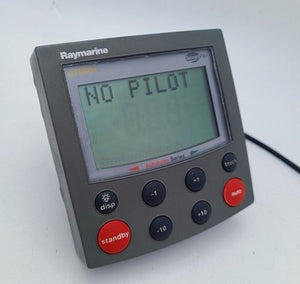 Raymarine
NO PILOT
disp
-1
+1
track
standby
-10
+10
auto